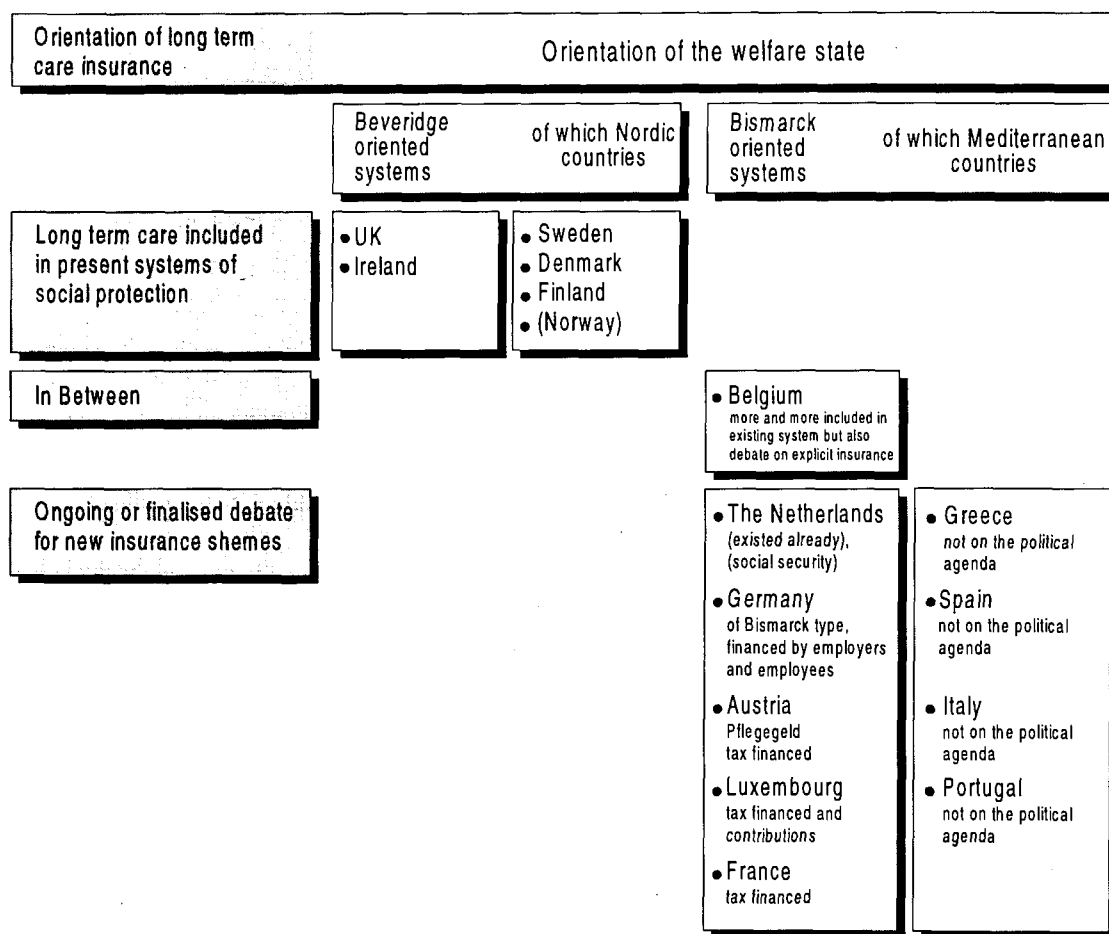 Orientation of long term
care insurance
Orientation of the welfare state
Beveridge
oriented
systems
of which Nordic
countries
Bismarck
oriented
systems
of which Mediterranean
countries
Long term care included
in present systems of
social protection
• UK
• Ireland
• Sweden
• Denmark
• Finland
• (Norway)
In Between
• Belgium
more and more included in
existing system but also
debate on explicit insurance
Ongoing or finalised debate
for new insurance shemes
• The Netherlands
(existed already),
(social security)
• Germany
of Bismarck type,
financed by employers
and employees
• Austria
Pflegegeld
tax financed
• Luxembourg
tax financed and
contributions
• France
tax financed
• Greece
not on the political
agenda
• Spain
not on the political
agenda
• Italy
not on the political
agenda
• Portugal
not on the political
agenda